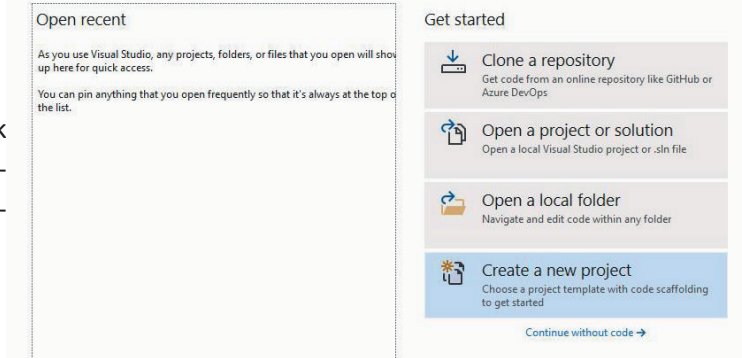 Open recent
As you use Visual Studio, any projects, folders, or files that you open will
up here for quick access.
You can pin anything that you open frequently so that it's always at the top
the list.
Get started
Clone a repository
Get code from an online repository like GitHub or
Azure DevOps
Open a project or solution
Open a local Visual Studio project or .sln file
Open a local folder
Navigate and edit code within any folder
Create a new project
Choose a project template with code scaffolding
to get started
Continue without code →